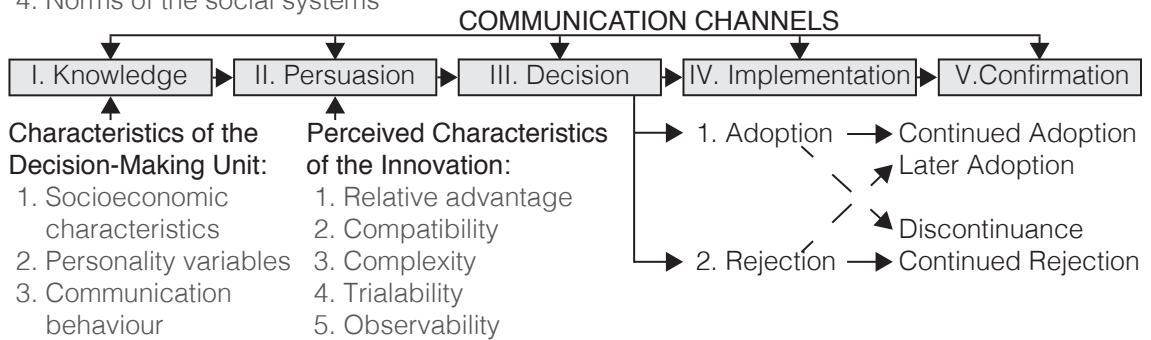 4. Norms of the social systems
COMMUNICATION CHANNELS
I. Knowledge
II. Persuasion
III. Decision
IV. Implementation
V.Confirmation
Characteristics of the
Decision-Making Unit:
1. Socioeconomic
characteristics
2. Personality variables
3. Communication
behaviour
Perceived Characteristics
of the Innovation:
1. Relative advantage
2. Compatibility
3. Complexity
4. Trialability
5. Observability
1. Adoption
Continued Adoption
Later Adoption
Discontinuance
2. Rejection
Continued Rejection